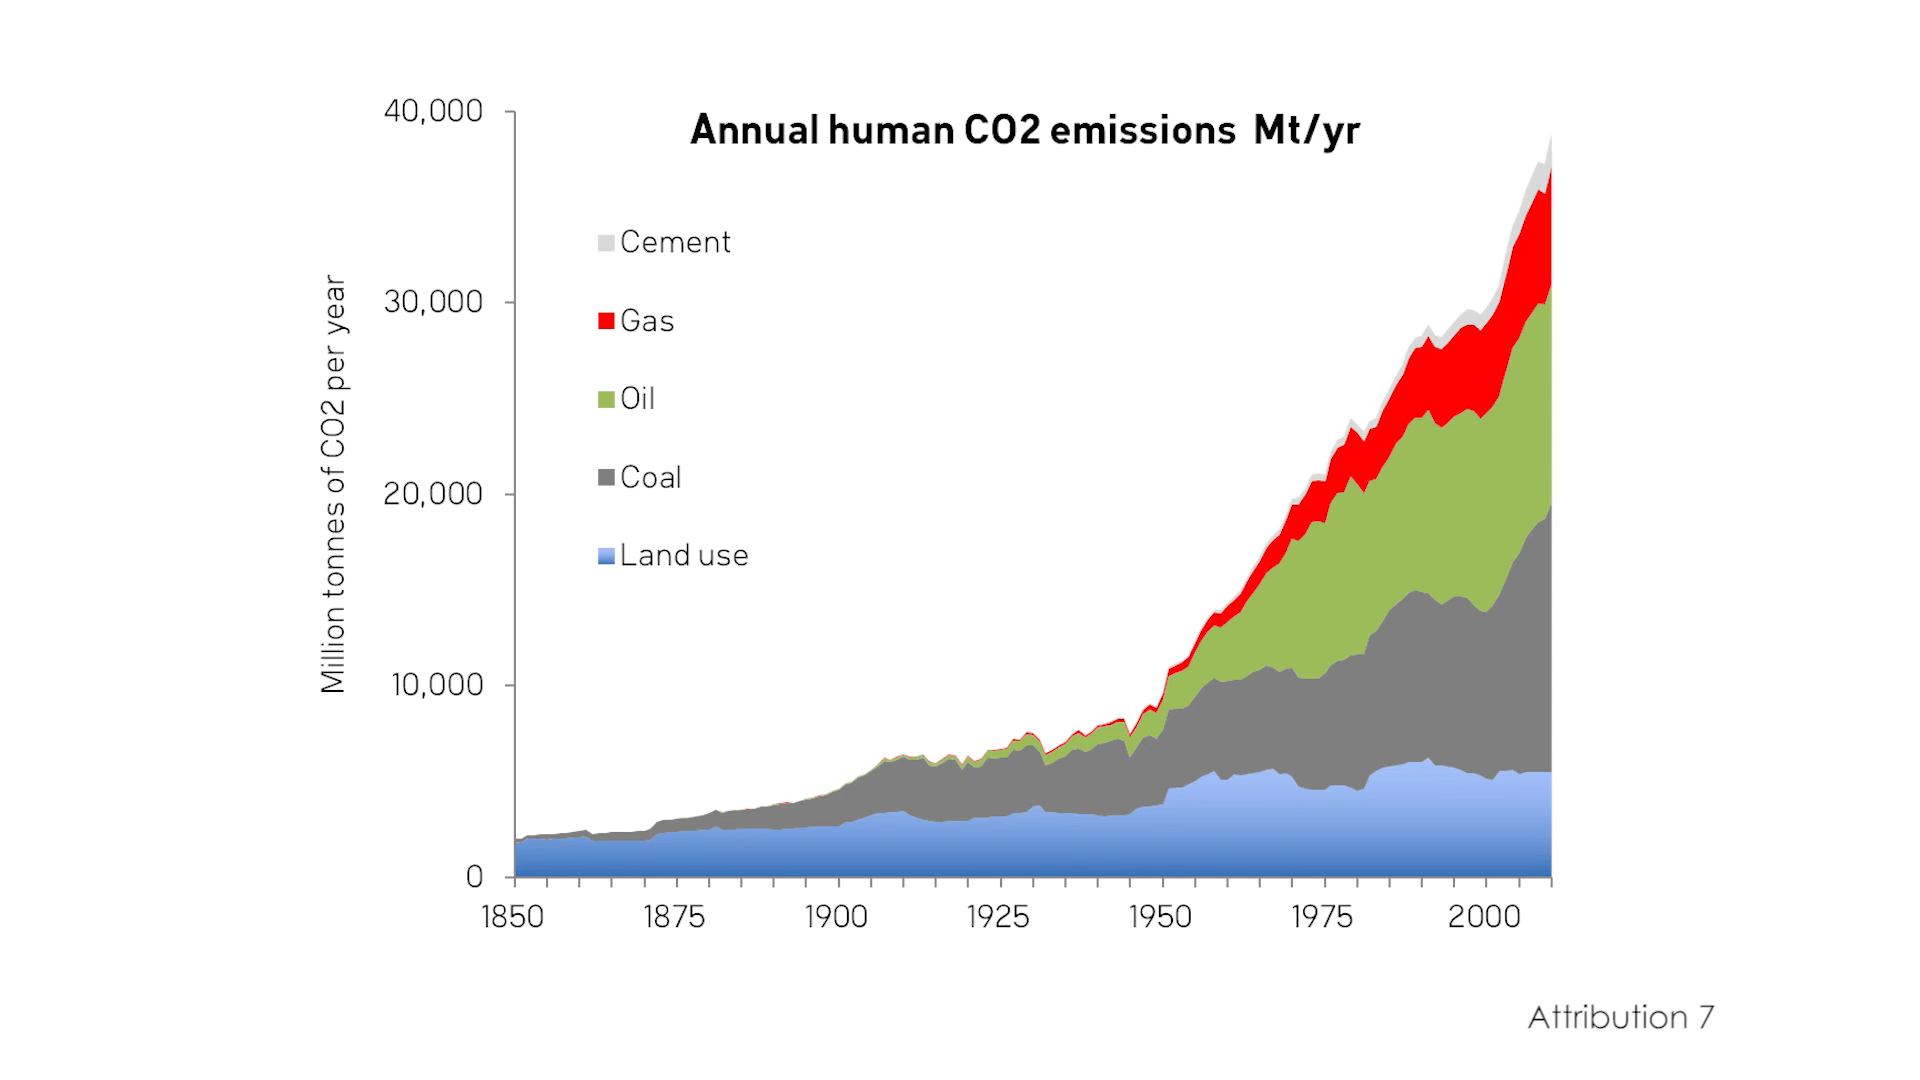 Annual human CO2 emissions Mt/yr
Million tonnes of CO2 per year
40,000
30,000
20,000
10,000
0
Cement
Gas
Oil
Coal
Land use
1850 1875 1900 1925 1950 1975 2000
Attribution 7